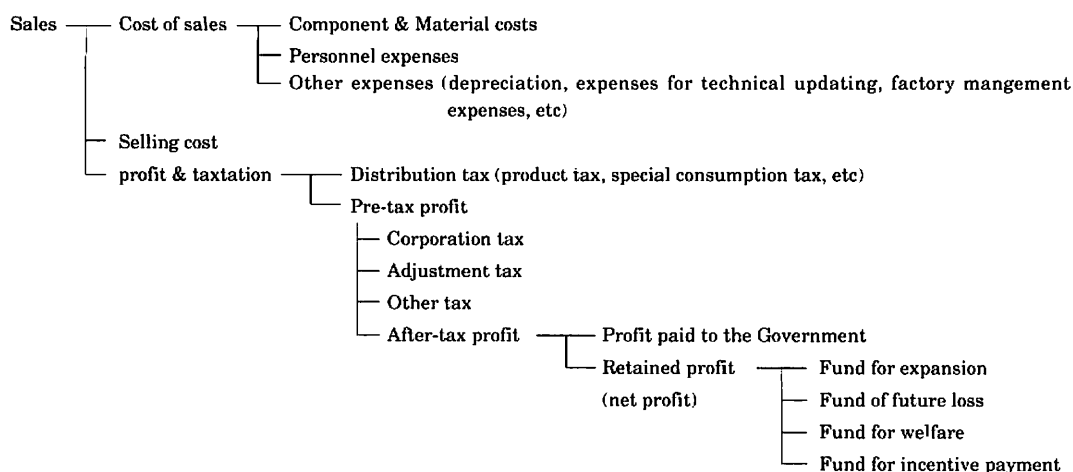 Sales Cost of sales Component & Material costs
Personnel expenses
Other expenses (depreciation, expenses for technical updating, factory mangement
expenses, etc)
Selling cost
profit & taxtation Distribution tax (product tax, special consumption tax, etc)
Pre-tax profit
Corporation tax
Adjustment tax
Other tax
After-tax profit Profit paid to the Government
Retained profit Fund for expansion
(net profit) Fund of future loss
Fund for welfare
Fund for incentive payment